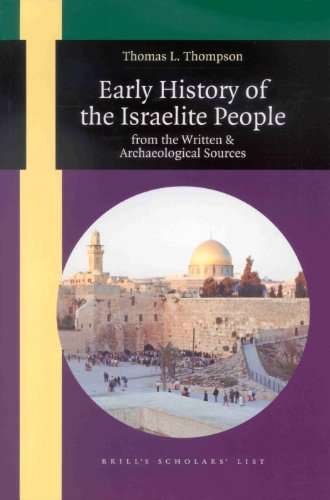 Thomas L. Thompson
Early History of
the Israelite People
from the Written &
Archaeological Sources
BRILL'S SCHOLARS' LIST